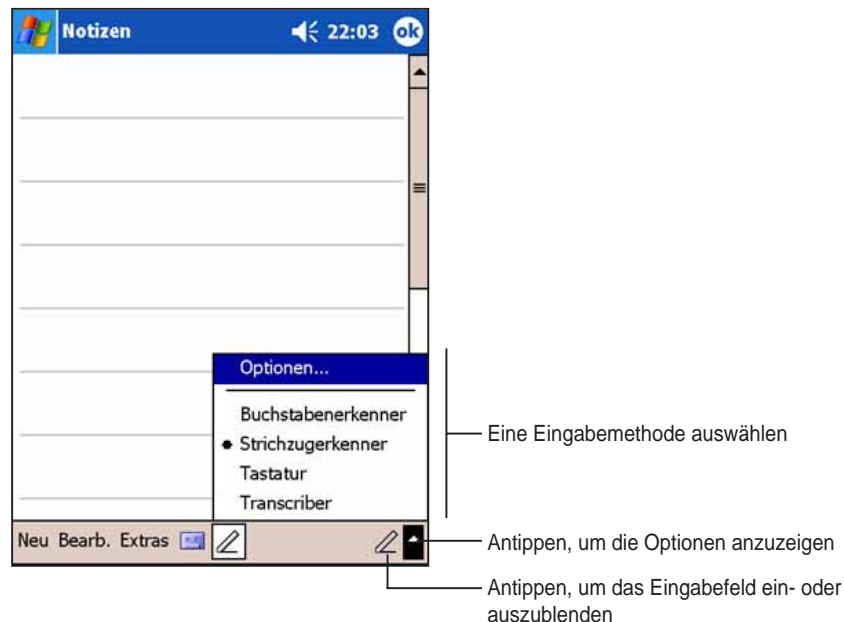 Notizen 22:03 ok
Optionen...
Buchstabenerkenner
Strichzugerkenner
Tastatur
Transcriber
Eine Eingabemethode auswählen
Neu Bearb. Extras
Antippen, um die Optionen anzuzeigen
Antippen, um das Eingabefeld ein- oder
auszublenden